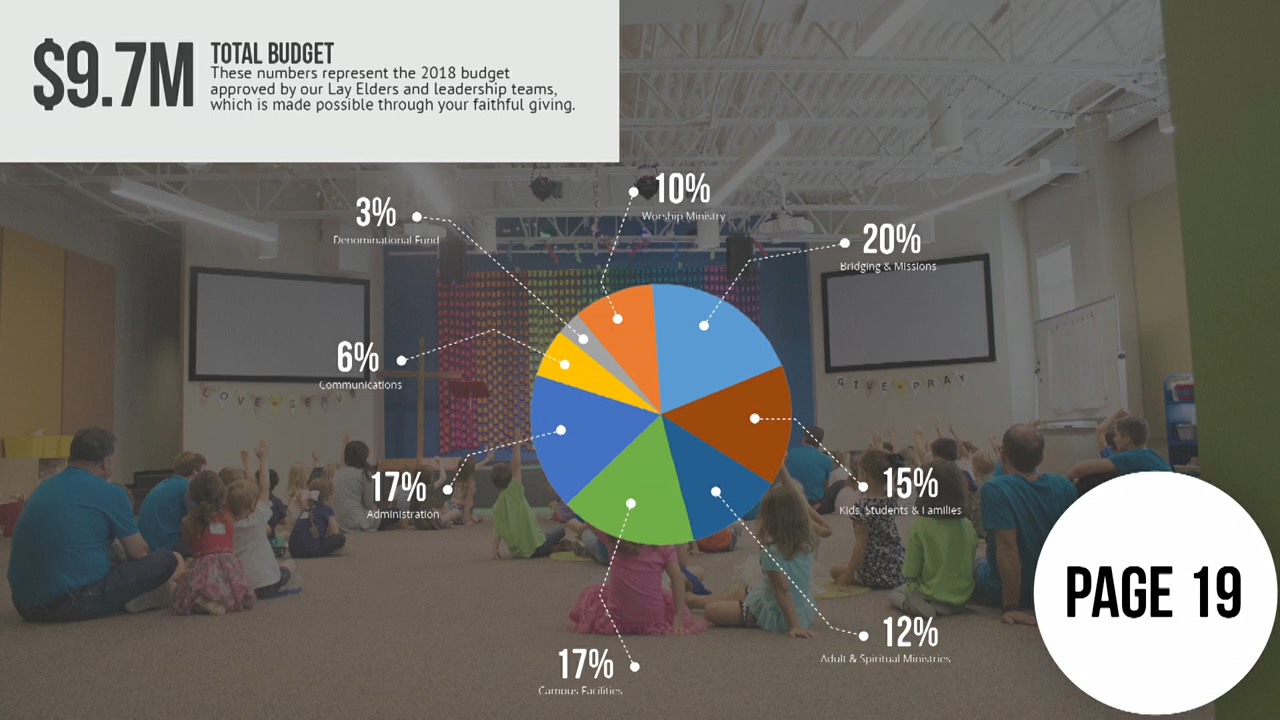 $9.7M
TOTAL BUDGET
These numbers represent the 2018 budget
approved by our Lay Elders and leadership teams,
which is made possible through your faithful giving.
10%
Worship Ministry
3%
Denominational Fund
20%
Bridging & Missions
6%
Communications
LOVE SERVE
GIVE PRAY
17%
Administration
15%
Kids, Students & Families
12%
Adult & Spiritual Ministries
17%
Campus Facilities
PAGE 19